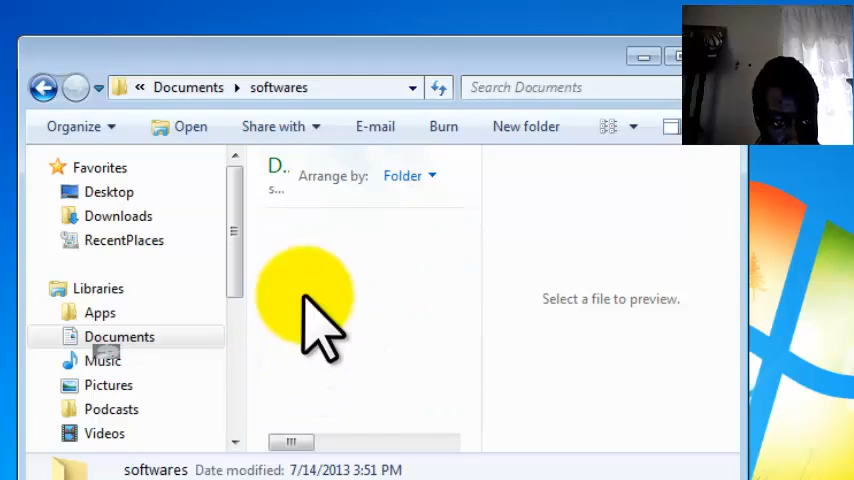 « Documents softwares
Search Documents
Organize Open Share with E-mail Burn New folder
Favorites
Desktop
Downloads
RecentPlaces
Libraries
Apps
Documents
Music
Pictures
Podcasts
Videos
D..
s...
Arrange by: Folder
Select a file to preview.
softwares Date modified: 7/14/2013 3:51 PM